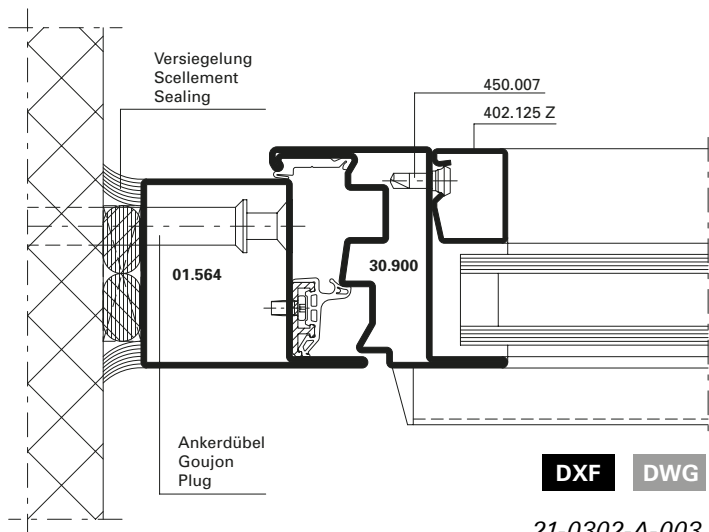 Versiegelung
Scellement
Sealing
450.007
402.125 Z
01.564
30.900
Ankerdübel
Goujon
Plug
DXF
DWG
21-0302-A-003